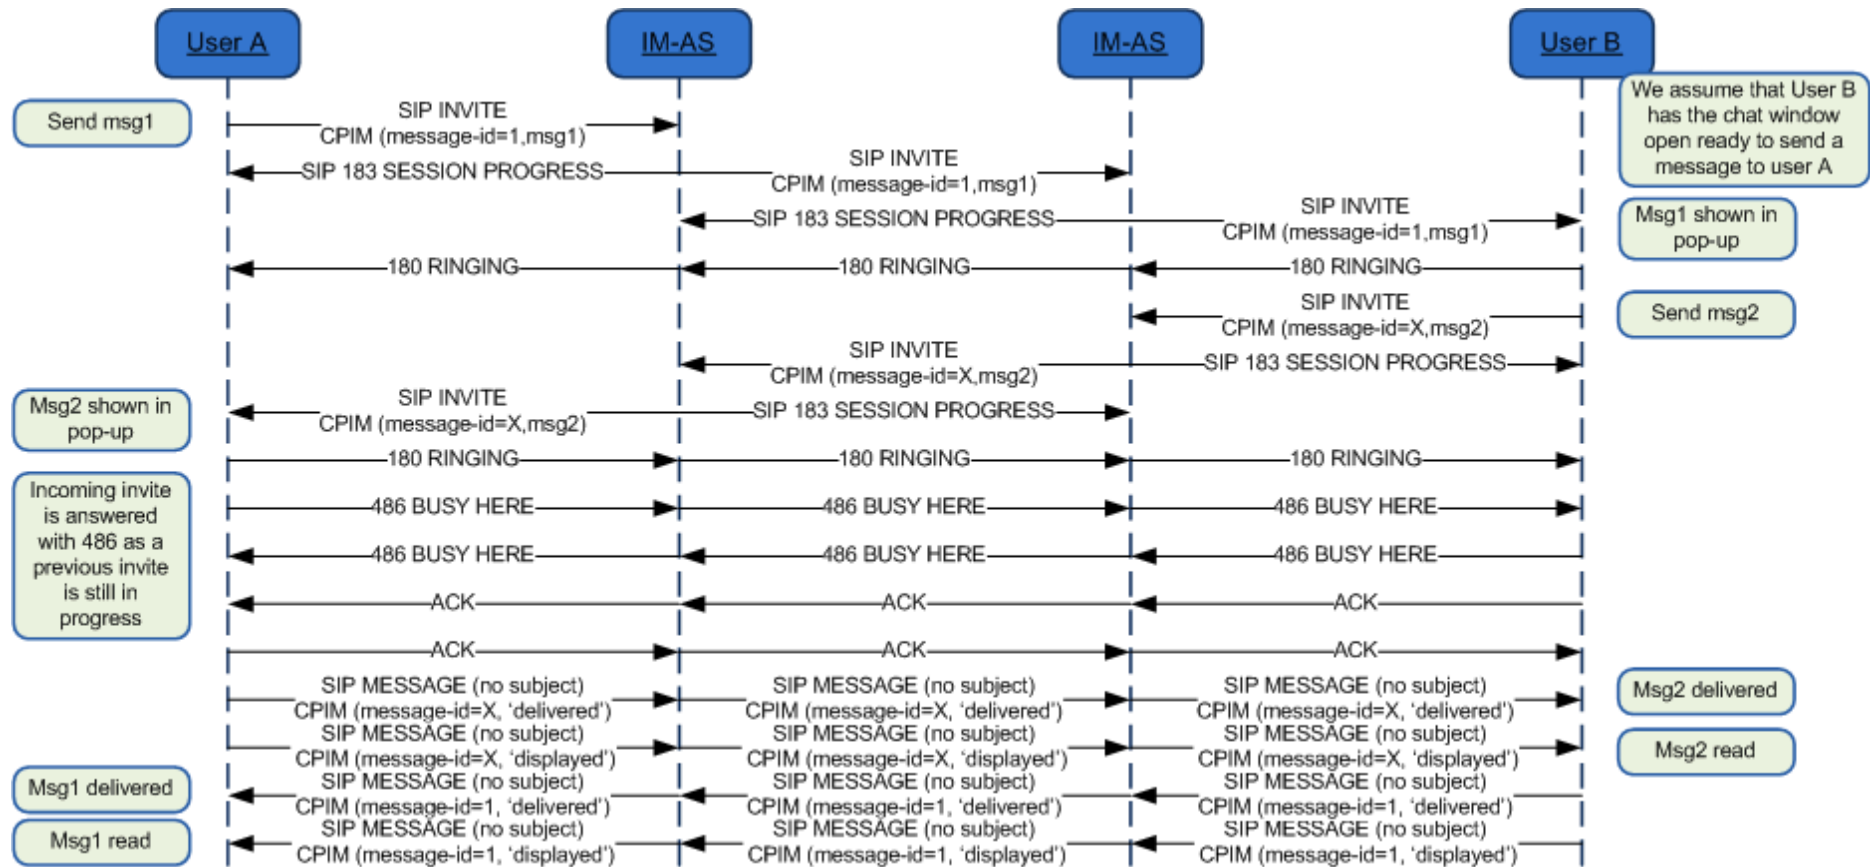 User A
IM-AS
IM-AS
User B
Send msg1
SIP INVITE
CPIM (message-id=1,msg1)
We assume that User B
has the chat window
open ready to send a
message to user A
SIP 183 SESSION PROGRESS
SIP INVITE
CPIM (message-id=1,msg1)
SIP 183 SESSION PROGRESS
SIP INVITE
CPIM (message-id=1,msg1)
Msg1 shown in
pop-up
180 RINGING
180 RINGING
180 RINGING
SIP INVITE
CPIM (message-id=X,msg2)
Send msg2
SIP INVITE
CPIM (message-id=X,msg2)
SIP 183 SESSION PROGRESS
Msg2 shown in
pop-up
SIP INVITE
CPIM (message-id=X,msg2)
SIP 183 SESSION PROGRESS
180 RINGING
180 RINGING
180 RINGING
Incoming invite
is answered
with 486 as a
previous invite
is still in
progress
486 BUSY HERE
486 BUSY HERE
486 BUSY HERE
486 BUSY HERE
486 BUSY HERE
486 BUSY HERE
ACK
ACK
ACK
ACK
ACK
ACK
SIP MESSAGE (no subject)
CPIM (message-id=X, ‘delivered’)
SIP MESSAGE (no subject)
CPIM (message-id=X, ‘delivered’)
SIP MESSAGE (no subject)
CPIM (message-id=X, ‘delivered’)
Msg2 delivered
SIP MESSAGE (no subject)
CPIM (message-id=X, ‘displayed’)
SIP MESSAGE (no subject)
CPIM (message-id=X, ‘displayed’)
SIP MESSAGE (no subject)
CPIM (message-id=X, ‘displayed’)
Msg2 read
Msg1 delivered
SIP MESSAGE (no subject)
CPIM (message-id=1, ‘delivered’)
SIP MESSAGE (no subject)
CPIM (message-id=1, ‘delivered’)
SIP MESSAGE (no subject)
CPIM (message-id=1, ‘delivered’)
Msg1 read
SIP MESSAGE (no subject)
CPIM (message-id=1, ‘displayed’)
SIP MESSAGE (no subject)
CPIM (message-id=1, ‘displayed’)
SIP MESSAGE (no subject)
CPIM (message-id=1, ‘displayed’)